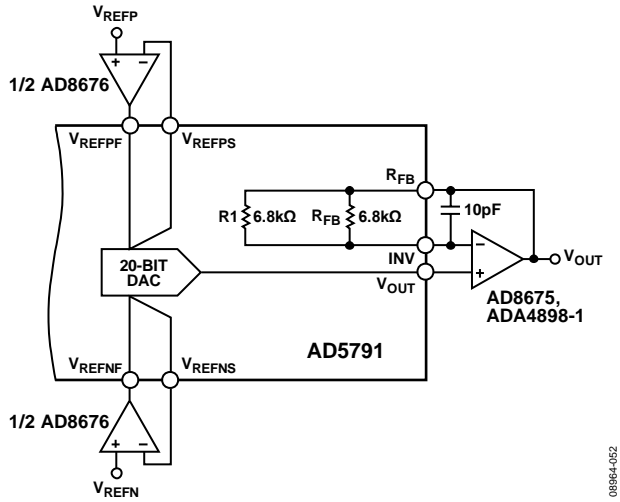 VREFP
1/2 AD8676
VREFPF
VREFPS
RFB
R1
6.8kΩ
RFB
6.8kΩ
10pF
20-BIT
DAC
INV
VOUT
VOUT
AD8675,
ADA4898-1
AD5791
VREFNF
VREFNS
1/2 AD8676
VREFN
08964-052
+
−
−
+
+
−